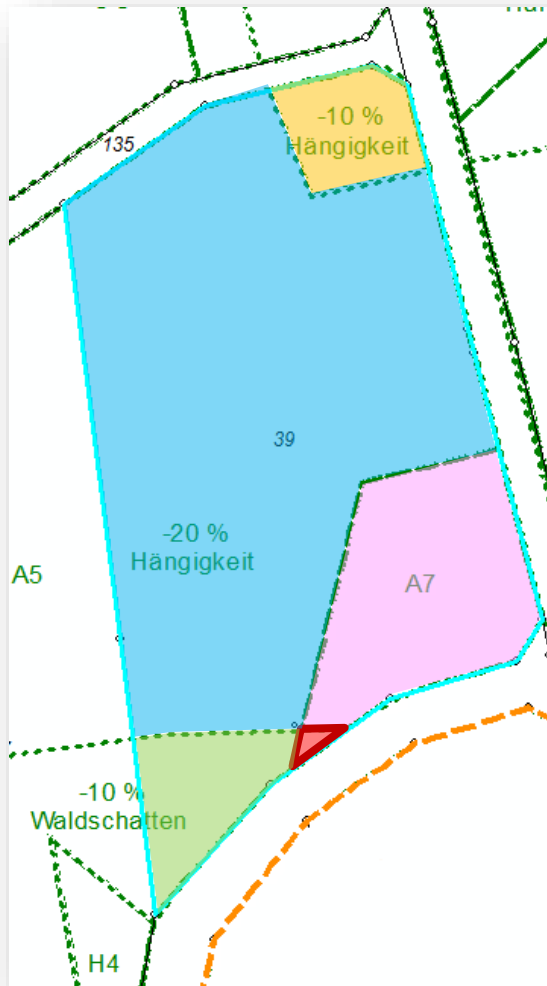 -10 %
Hängigkeit
135
39
-20 %
Hängigkeit
A5
A7
-10 %
Waldschatten
H4